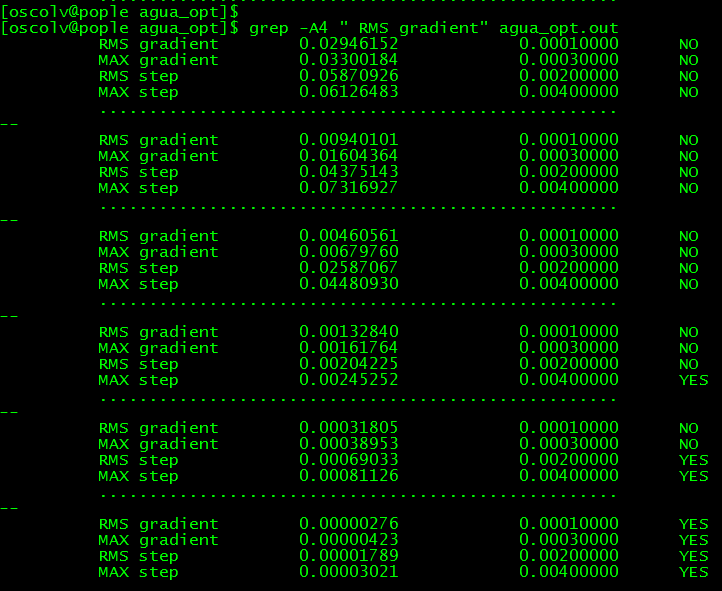 [oscolv@pople agua_opt]$
[oscolv@pople agua_opt]$ grep -A4 " RMS gradient" agua_opt.out
RMS gradient 0.02946152 0.00010000 NO
MAX gradient 0.03300184 0.00030000 NO
RMS step 0.05870926 0.00200000 NO
MAX step 0.06126483 0.00400000 NO
....................................................
--
RMS gradient 0.00940101 0.00010000 NO
MAX gradient 0.01604364 0.00030000 NO
RMS step 0.04375143 0.00200000 NO
MAX step 0.07316927 0.00400000 NO
....................................................
--
RMS gradient 0.00460561 0.00010000 NO
MAX gradient 0.00679760 0.00030000 NO
RMS step 0.02587067 0.00200000 NO
MAX step 0.04480930 0.00400000 NO
....................................................
--
RMS gradient 0.00132840 0.00010000 NO
MAX gradient 0.00161764 0.00030000 NO
RMS step 0.00204225 0.00200000 NO
MAX step 0.00245252 0.00400000 YES
....................................................
--
RMS gradient 0.00031805 0.00010000 NO
MAX gradient 0.00038953 0.00030000 NO
RMS step 0.00069033 0.00200000 YES
MAX step 0.00081126 0.00400000 YES
....................................................
--
RMS gradient 0.00000276 0.00010000 YES
MAX gradient 0.00000423 0.00030000 YES
RMS step 0.00001789 0.00200000 YES
MAX step 0.00003021 0.00400000 YES